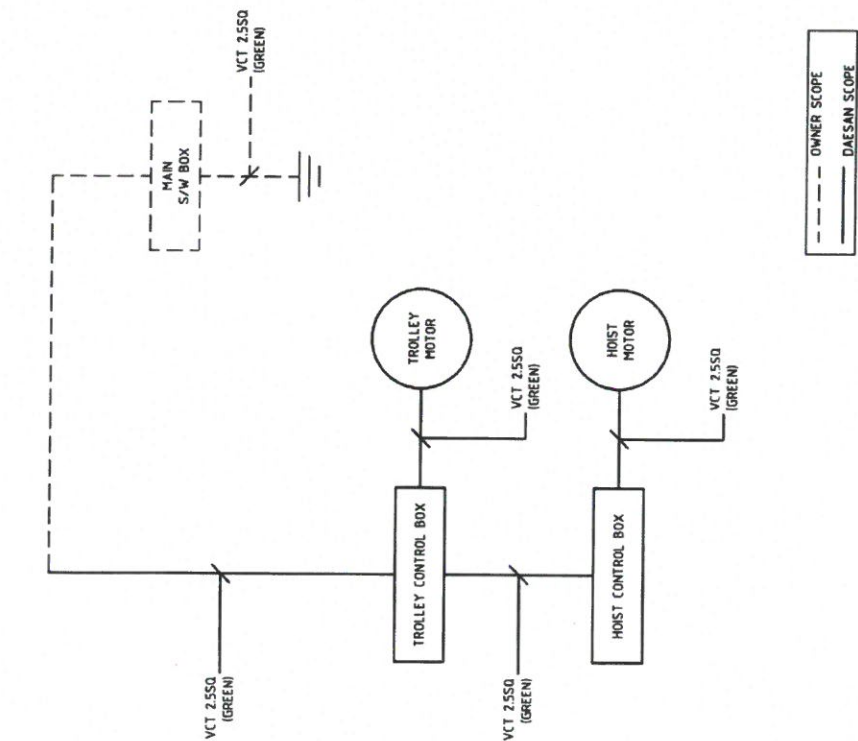 VCT 2.5SQ
(GREEN)
MAIN
S/W BOX
TROLLEY
MOTOR
VCT 2.5SQ
(GREEN)
HOIST
MOTOR
VCT 2.5SQ
(GREEN)
TROLLEY CONTROL BOX
HOIST CONTROL BOX
VCT 2.5SQ
(GREEN)
VCT 2.5SQ
(GREEN)
OWNER SCOPE
DAESAN SCOPE